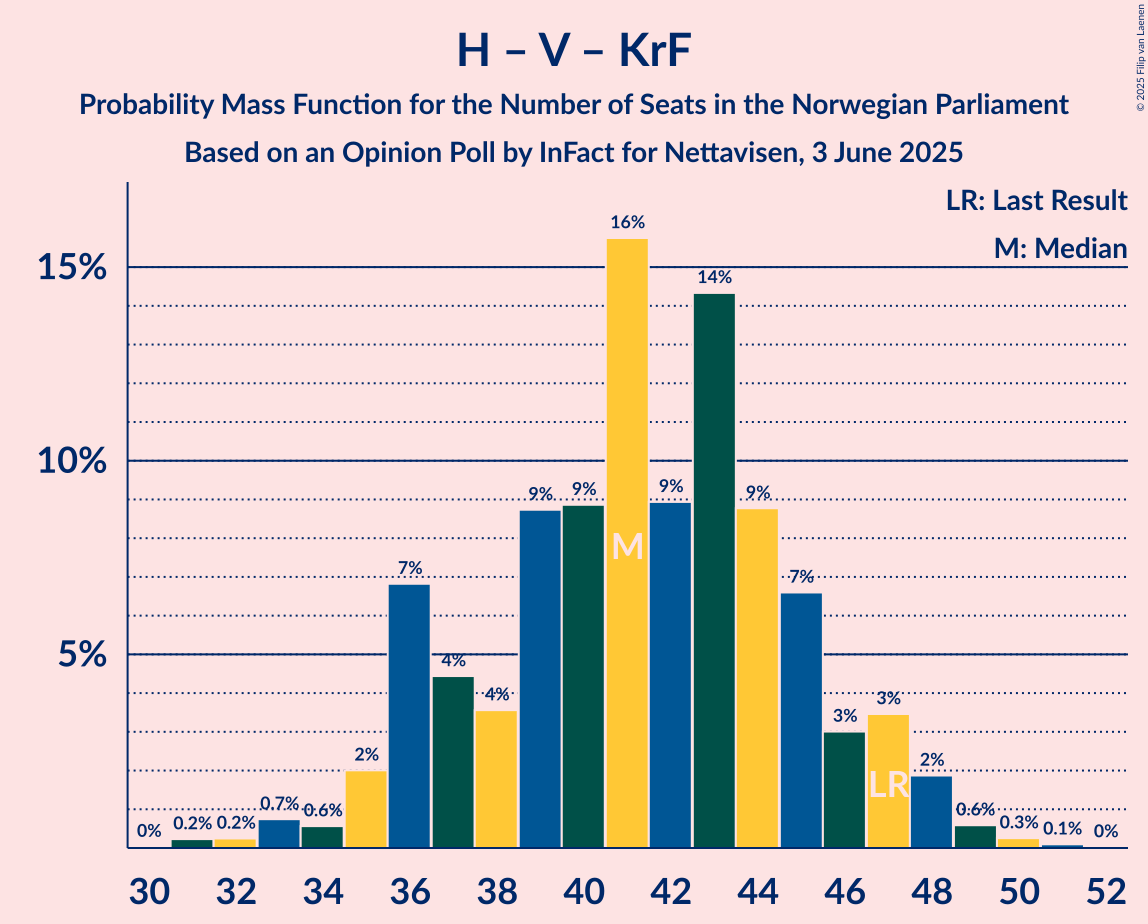 H – V – KrF
Probability Mass Function for the Number of Seats in the Norwegian Parliament
Based on an Opinion Poll by InFact for Nettavisen, 3 June 2025
© 2025 Filip van Laenen
LR: Last Result
M: Median
15%
10%
5%
0%
0.2%
0.2%
0.7%
0.6%
2%
7%
4%
4%
9%
9%
16%
9%
14%
9%
7%
3%
3%
2%
0.6%
0.3%
0.1%
0%
M
LR
30 32 34 36 38 40 42 44 46 48 50 52